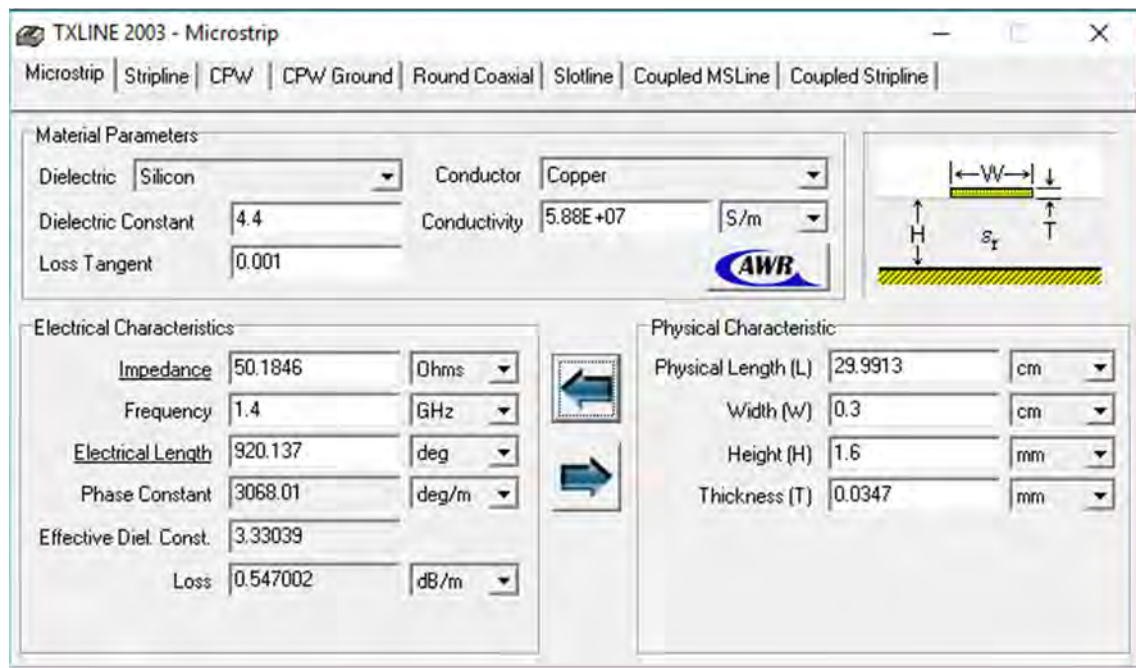 TXLINE 2003 - Microstrip
Microstrip Stripline CPW CPW Ground Round Coaxial Slotline Coupled MSLine Coupled Stripline
Material Parameters
Dielectric Silicon Conductor Copper
Dielectric Constant 4.4 Conductivity 5.88E+07 S/m
Loss Tangent 0.001 AWR
W
H εr T
Electrical Characteristics
Impedance 50.1846 Ohms
Frequency 1.4 GHz
Electrical Length 920.137 deg
Phase Constant 3068.01 deg/m
Effective Diel. Const. 3.33039
Loss 0.547002 dB/m
Physical Characteristic
Physical Length (L) 29.9913 cm
Width (W) 0.3 cm
Height (H) 1.6 mm
Thickness (T) 0.0347 mm